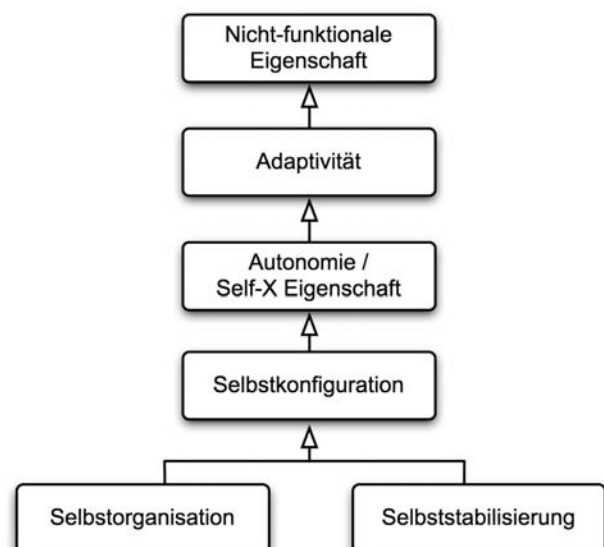 Nicht-funktionale
Eigenschaft
Adaptivität
Autonomie /
Self-X Eigenschaft
Selbstkonfiguration
Selbstorganisation
Selbststabilisierung